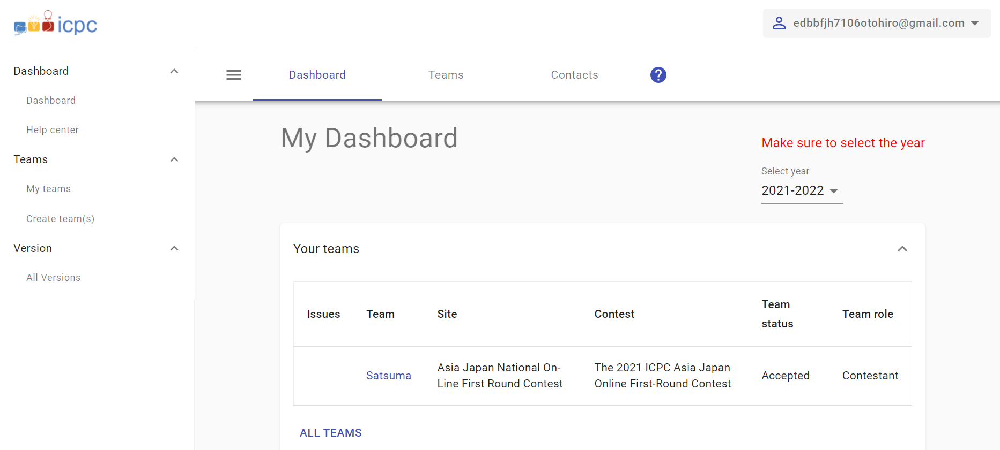 icpc
edbbfjh7106otohiro@gmail.com
Dashboard
Dashboard
Help center
Teams
My teams
Create team(s)
Version
All Versions
Dashboard Teams Contacts ?
My Dashboard
Make sure to select the year
Select year
2021-2022
Your teams
Issues Team Site Contest Team status Team role
Satsuma
Asia Japan National On-
Line First Round Contest
The 2021 ICPC Asia Japan
Online First-Round Contest
Accepted
Contestant
ALL TEAMS